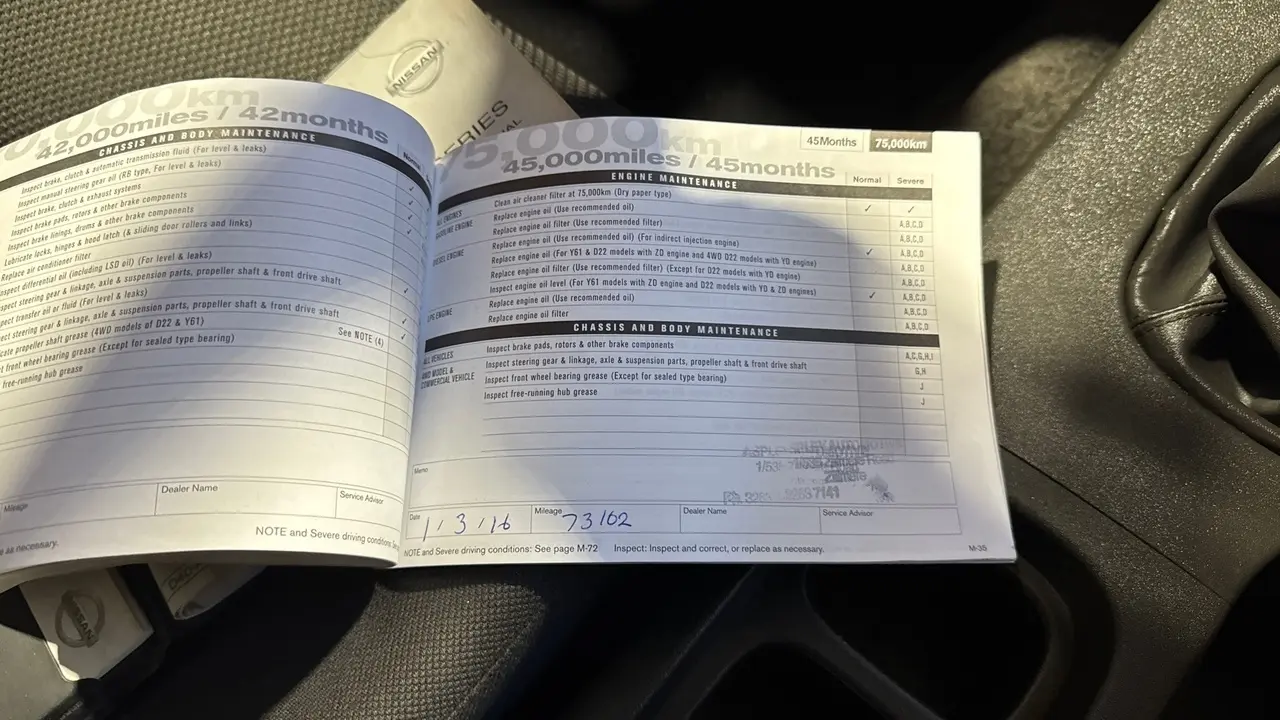 NISSAN
ERIES
42,000miles / 42months
CHASSIS AND BODY MAINTENANCE
Inspect brake, clutch & automatic transmission fluid (For level & leaks)
Inspect manual steering gear oil (RB type, For level & leaks)
Inspect brake, clutch & exhaust systems
Inspect brake pads, rotors & other brake components
Inspect brake linings, drums & other brake components
Lubricate locks, hinges & hood latch (& sliding door rollers and links)
Replace air conditioner filter
Inspect differential oil (including LSD oil) (For level & leaks)
steering gear & linkage, axle & suspension parts, propeller shaft & front drive shaft
transfer oil or fluid (For level & leaks)
steering gear & linkage, axle & suspension parts, propeller shaft & front drive shaft
propeller shaft grease (4WD models of D22 & Y61) See NOTE (4)
front wheel bearing grease (Except for sealed type bearing)
free-running hub grease
Mileage
Dealer Name
Service Advisor
NOTE and Severe driving conditions
as necessary.
75,000km
45,000miles / 45months
45Months 75,000km
ENGINE MAINTENANCE
Normal Severe
ALL ENGINES Clean air cleaner filter at 75,000km (Dry paper type) ✓ ✓
GASOLINE ENGINE Replace engine oil (Use recommended oil) A,B,C,D
Replace engine oil filter (Use recommended filter) A,B,C,D
DIESEL ENGINE Replace engine oil (Use recommended oil) (For indirect injection engine) ✓ A,B,C,D
Replace engine oil (For Y61 & D22 models with ZD engine and 4WD D22 models with YD engine) A,B,C,D
Replace engine oil filter (Use recommended filter) (Except for D22 models with YD engine) A,B,C,D
Inspect engine oil level (For Y61 models with ZD engine and D22 models with YD & ZD engines) ✓
LPG ENGINE Replace engine oil (Use recommended oil) A,B,C,D
Replace engine oil filter A,B,C,D
CHASSIS AND BODY MAINTENANCE
ALL VEHICLES Inspect brake pads, rotors & other brake components A,C,G,H,I
4WD MODEL & COMMERCIAL VEHICLE Inspect steering gear & linkage, axle & suspension parts, propeller shaft & front drive shaft G,H
Inspect front wheel bearing grease (Except for sealed type bearing) J
Inspect free-running hub grease J
Memo
7141
Date 1/3/16
Mileage 73162
Dealer Name
Service Advisor
NOTE and Severe driving conditions: See page M-72 Inspect: Inspect and correct, or replace as necessary.
M-35
NISSAN